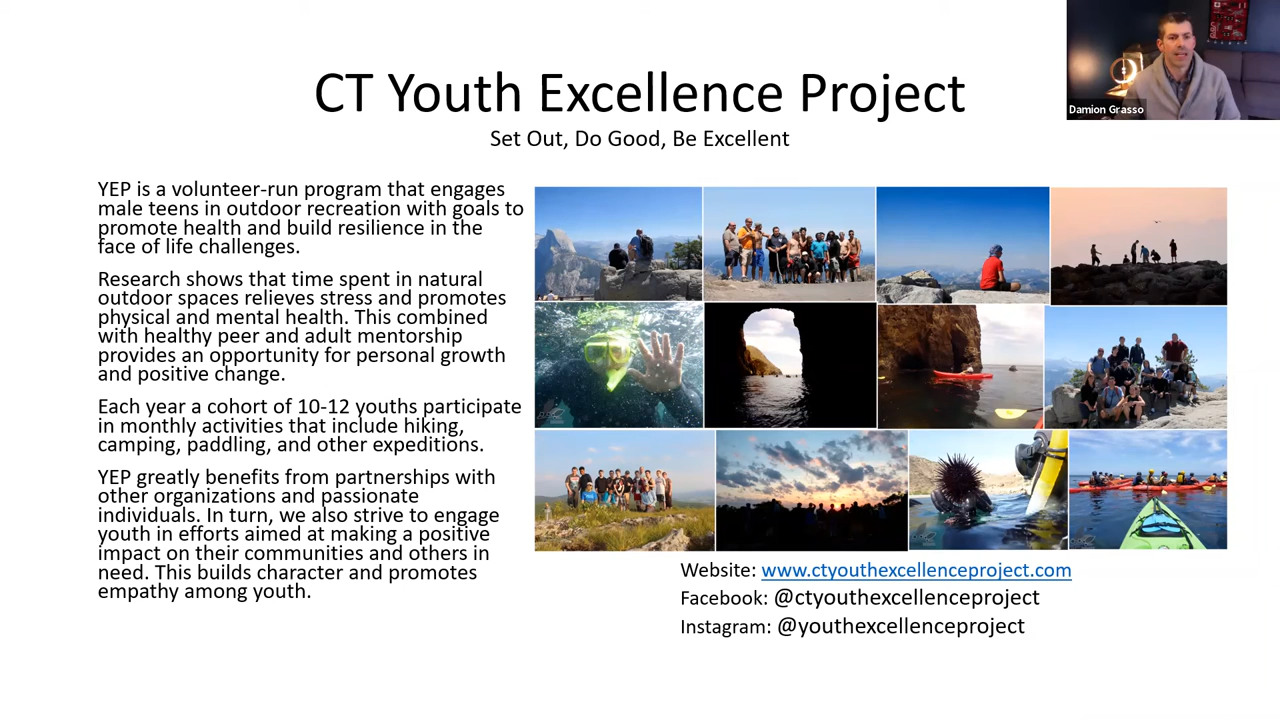 CT Youth Excellence Project
Set Out, Do Good, Be Excellent
Damion Grasso
YEP is a volunteer-run program that engages
male teens in outdoor recreation with goals to
promote health and build resilience in the
face of life challenges.
Research shows that time spent in natural
outdoor spaces relieves stress and promotes
physical and mental health. This combined
with healthy peer and adult mentorship
provides an opportunity for personal growth
and positive change.
Each year a cohort of 10-12 youths participate
in monthly activities that include hiking,
camping, paddling, and other expeditions.
YEP greatly benefits from partnerships with
other organizations and passionate
individuals. In turn, we also strive to engage
youth in efforts aimed at making a positive
impact on their communities and others in
need. This builds character and promotes
empathy among youth.
Website: www.ctyouthexcellenceproject.com
Facebook: @ctyouthexcellenceproject
Instagram: @youthexcellenceproject